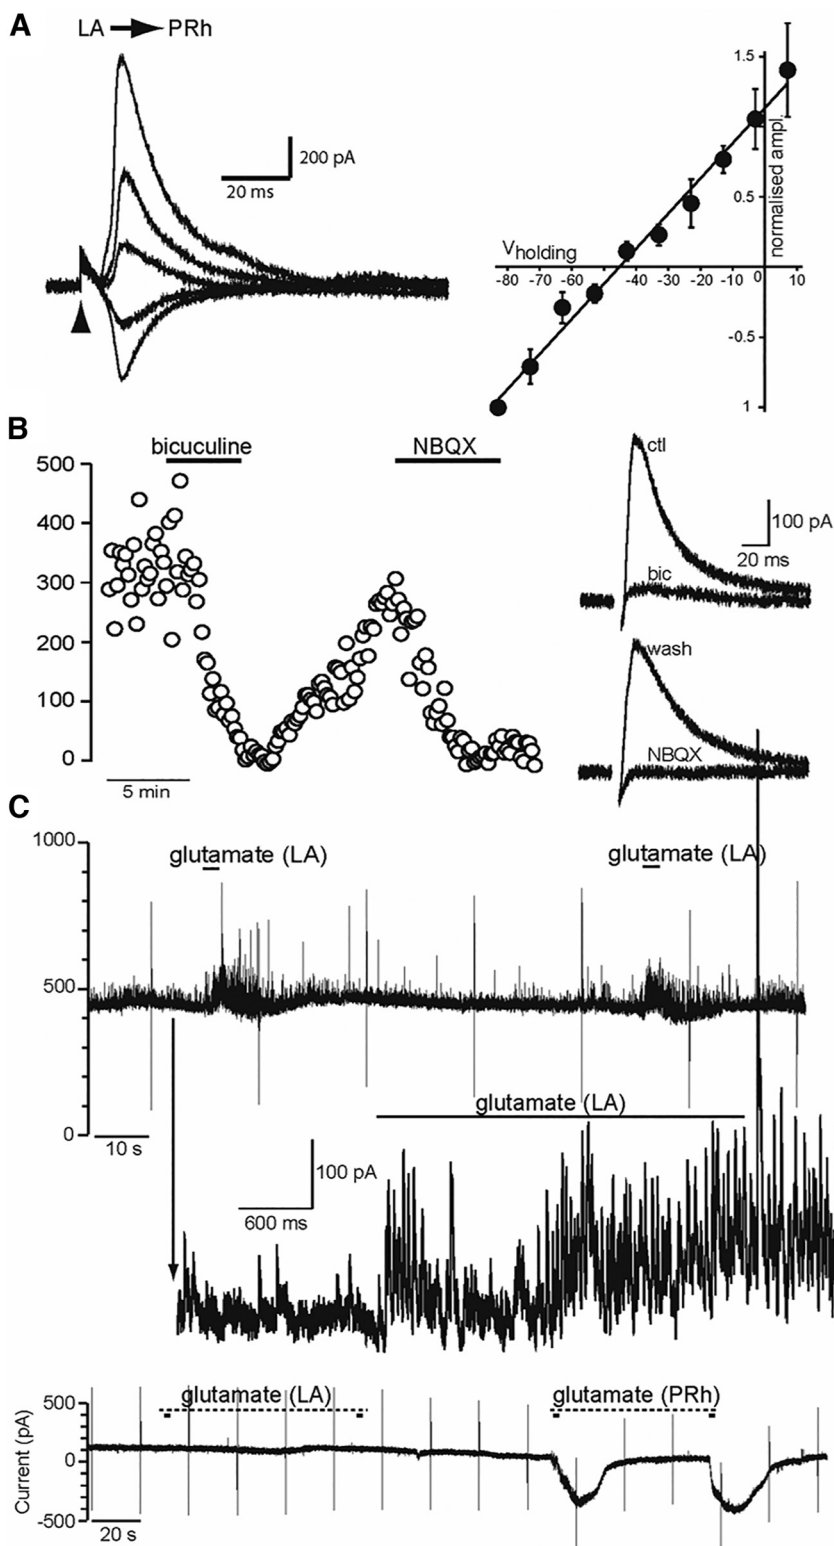 A
LA PRh
200 pA
20 ms
1.5
normalised ampl.
0.5
Vholding
-80 -70 -60 -50 -40 -30 -20 -10 0 10
-0.5
1
B
bicuculine
NBQX
500
400
300
200
100
0
5 min
ctl
100 pA
20 ms
bic
wash
NBQX
C
1000
glutamate (LA)
glutamate (LA)
500
0
10 s
glutamate (LA)
100 pA
600 ms
500
glutamate (LA)
glutamate (PRh)
Current (pA)
0
-500
20 s